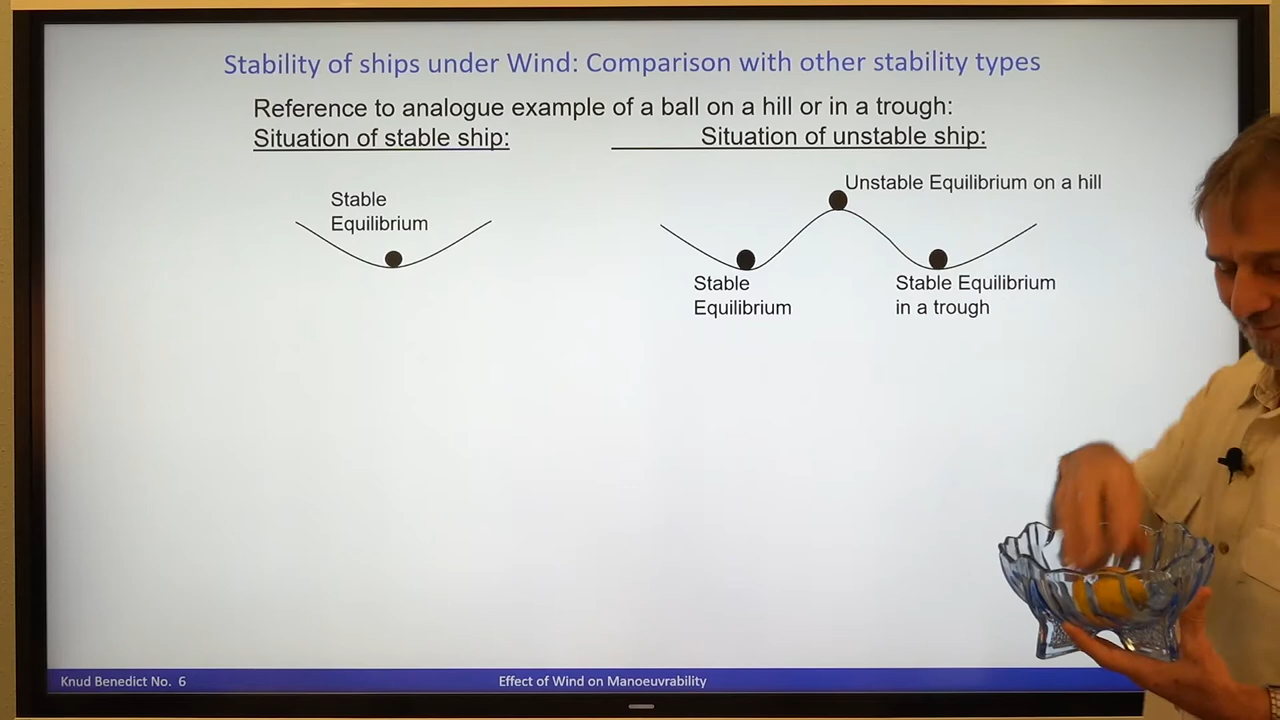 Stability of ships under Wind: Comparison with other stability types
Reference to analogue example of a ball on a hill or in a trough:
Situation of stable ship:
Situation of unstable ship:
Stable
Equilibrium
Unstable Equilibrium on a hill
Stable
Equilibrium
Stable Equilibrium
in a trough
Knud Benedict No. 6
Effect of Wind on Manoeuvrability